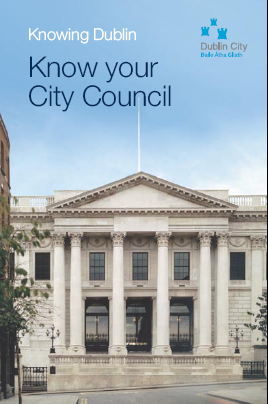 Knowing Dublin
Know your
City Council
Dublin City
Baile Átha Cliath